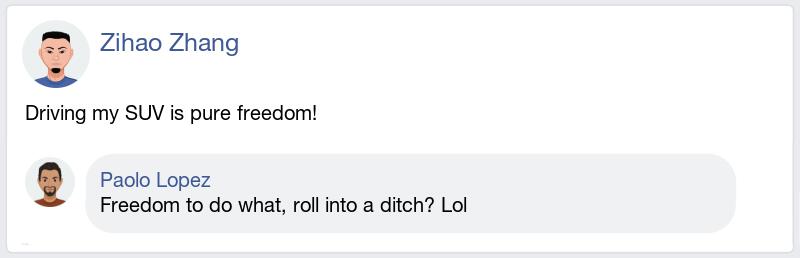 Zihao Zhang
Driving my SUV is pure freedom!
Paolo Lopez
Freedom to do what, roll into a ditch? Lol